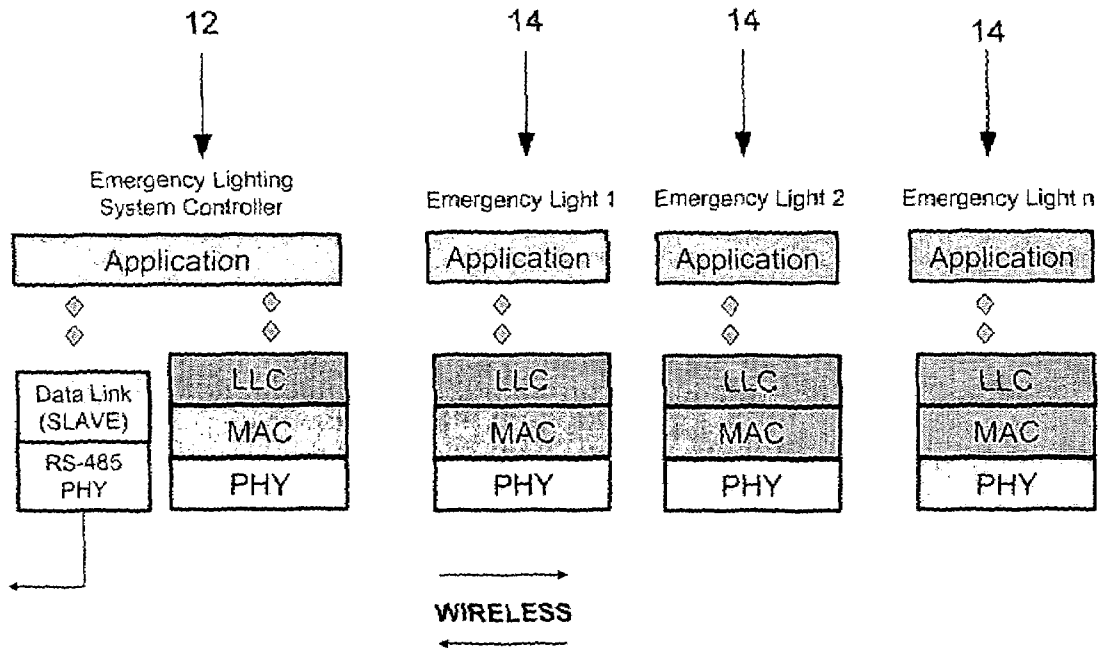 12
14
14
14
Emergency Lighting
System Controller
Emergency Light 1
Emergency Light 2
Emergency Light n
Application
Application
Application
Application
Data Link
(SLAVE)
RS-485
PHY
LLC
MAC
PHY
LLC
MAC
PHY
LLC
MAC
PHY
LLC
MAC
PHY
WIRELESS